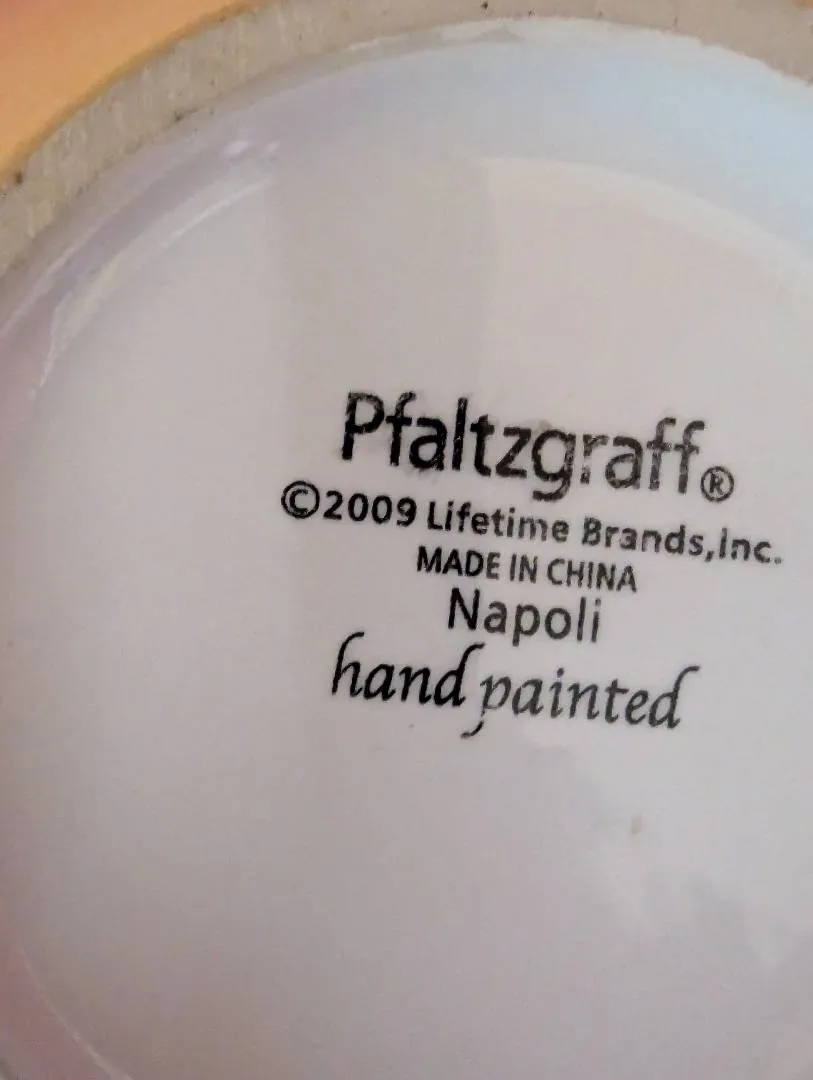 Pfaltzgraff®
©2009 Lifetime Brands,Inc.
MADE IN CHINA
Napoli
hand painted